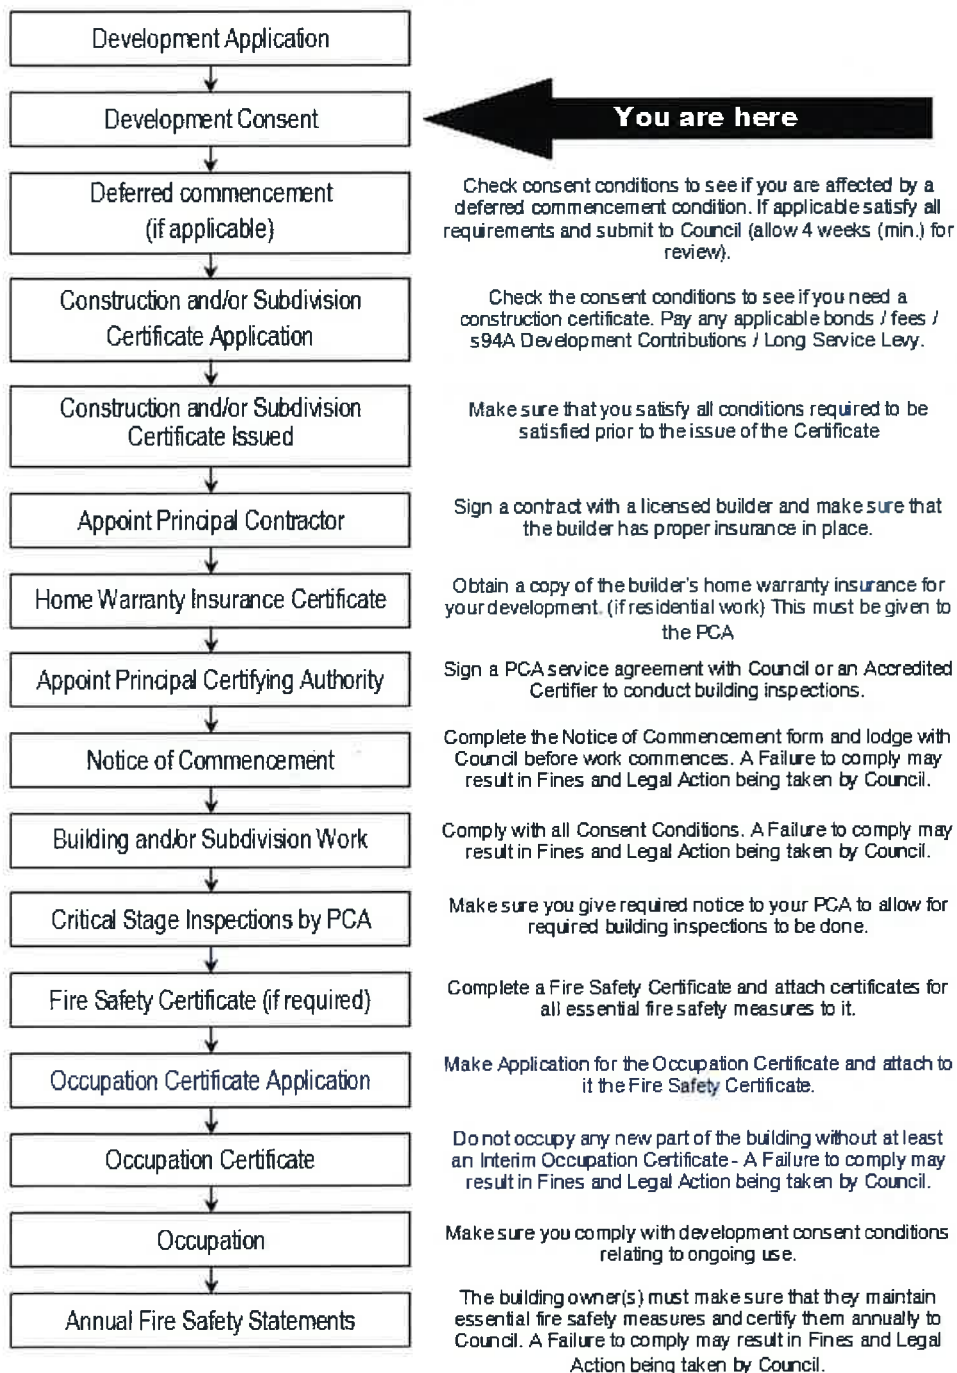 Development Application
Development Consent
You are here
Deferred commencement
(if applicable)
Check consent conditions to see if you are affected by a
deferred commencement condition. If applicable satisfy all
requirements and submit to Council (allow 4 weeks (min.) for
review).
Construction and/or Subdivision
Certificate Application
Check the consent conditions to see if you need a
construction certificate. Pay any applicable bonds / fees /
s94A Development Contributions / Long Service Levy.
Construction and/or Subdivision
Certificate Issued
Make sure that you satisfy all conditions required to be
satisfied prior to the issue of the Certificate
Appoint Principal Contractor
Sign a contract with a licensed builder and make sure that
the builder has proper insurance in place.
Home Warranty Insurance Certificate
Obtain a copy of the builder's home warranty insurance for
your development. (if residential work) This must be given to
the PCA
Appoint Principal Certifying Authority
Sign a PCA service agreement with Council or an Accredited
Certifier to conduct building inspections.
Notice of Commencement
Complete the Notice of Commencement form and lodge with
Council before work commences. A Failure to comply may
result in Fines and Legal Action being taken by Council.
Building and/or Subdivision Work
Comply with all Consent Conditions. A Failure to comply may
result in Fines and Legal Action being taken by Council.
Critical Stage Inspections by PCA
Make sure you give required notice to your PCA to allow for
required building inspections to be done.
Fire Safety Certificate (if required)
Complete a Fire Safety Certificate and attach certificates for
all essential fire safety measures to it.
Occupation Certificate Application
Make Application for the Occupation Certificate and attach to
it the Fire Safety Certificate.
Occupation Certificate
Do not occupy any new part of the building without at least
an Interim Occupation Certificate - A Failure to comply may
result in Fines and Legal Action being taken by Council.
Occupation
Make sure you comply with development consent conditions
relating to ongoing use.
Annual Fire Safety Statements
The building owner(s) must make sure that they maintain
essential fire safety measures and certify them annually to
Council. A Failure to comply may result in Fines and Legal
Action being taken by Council.